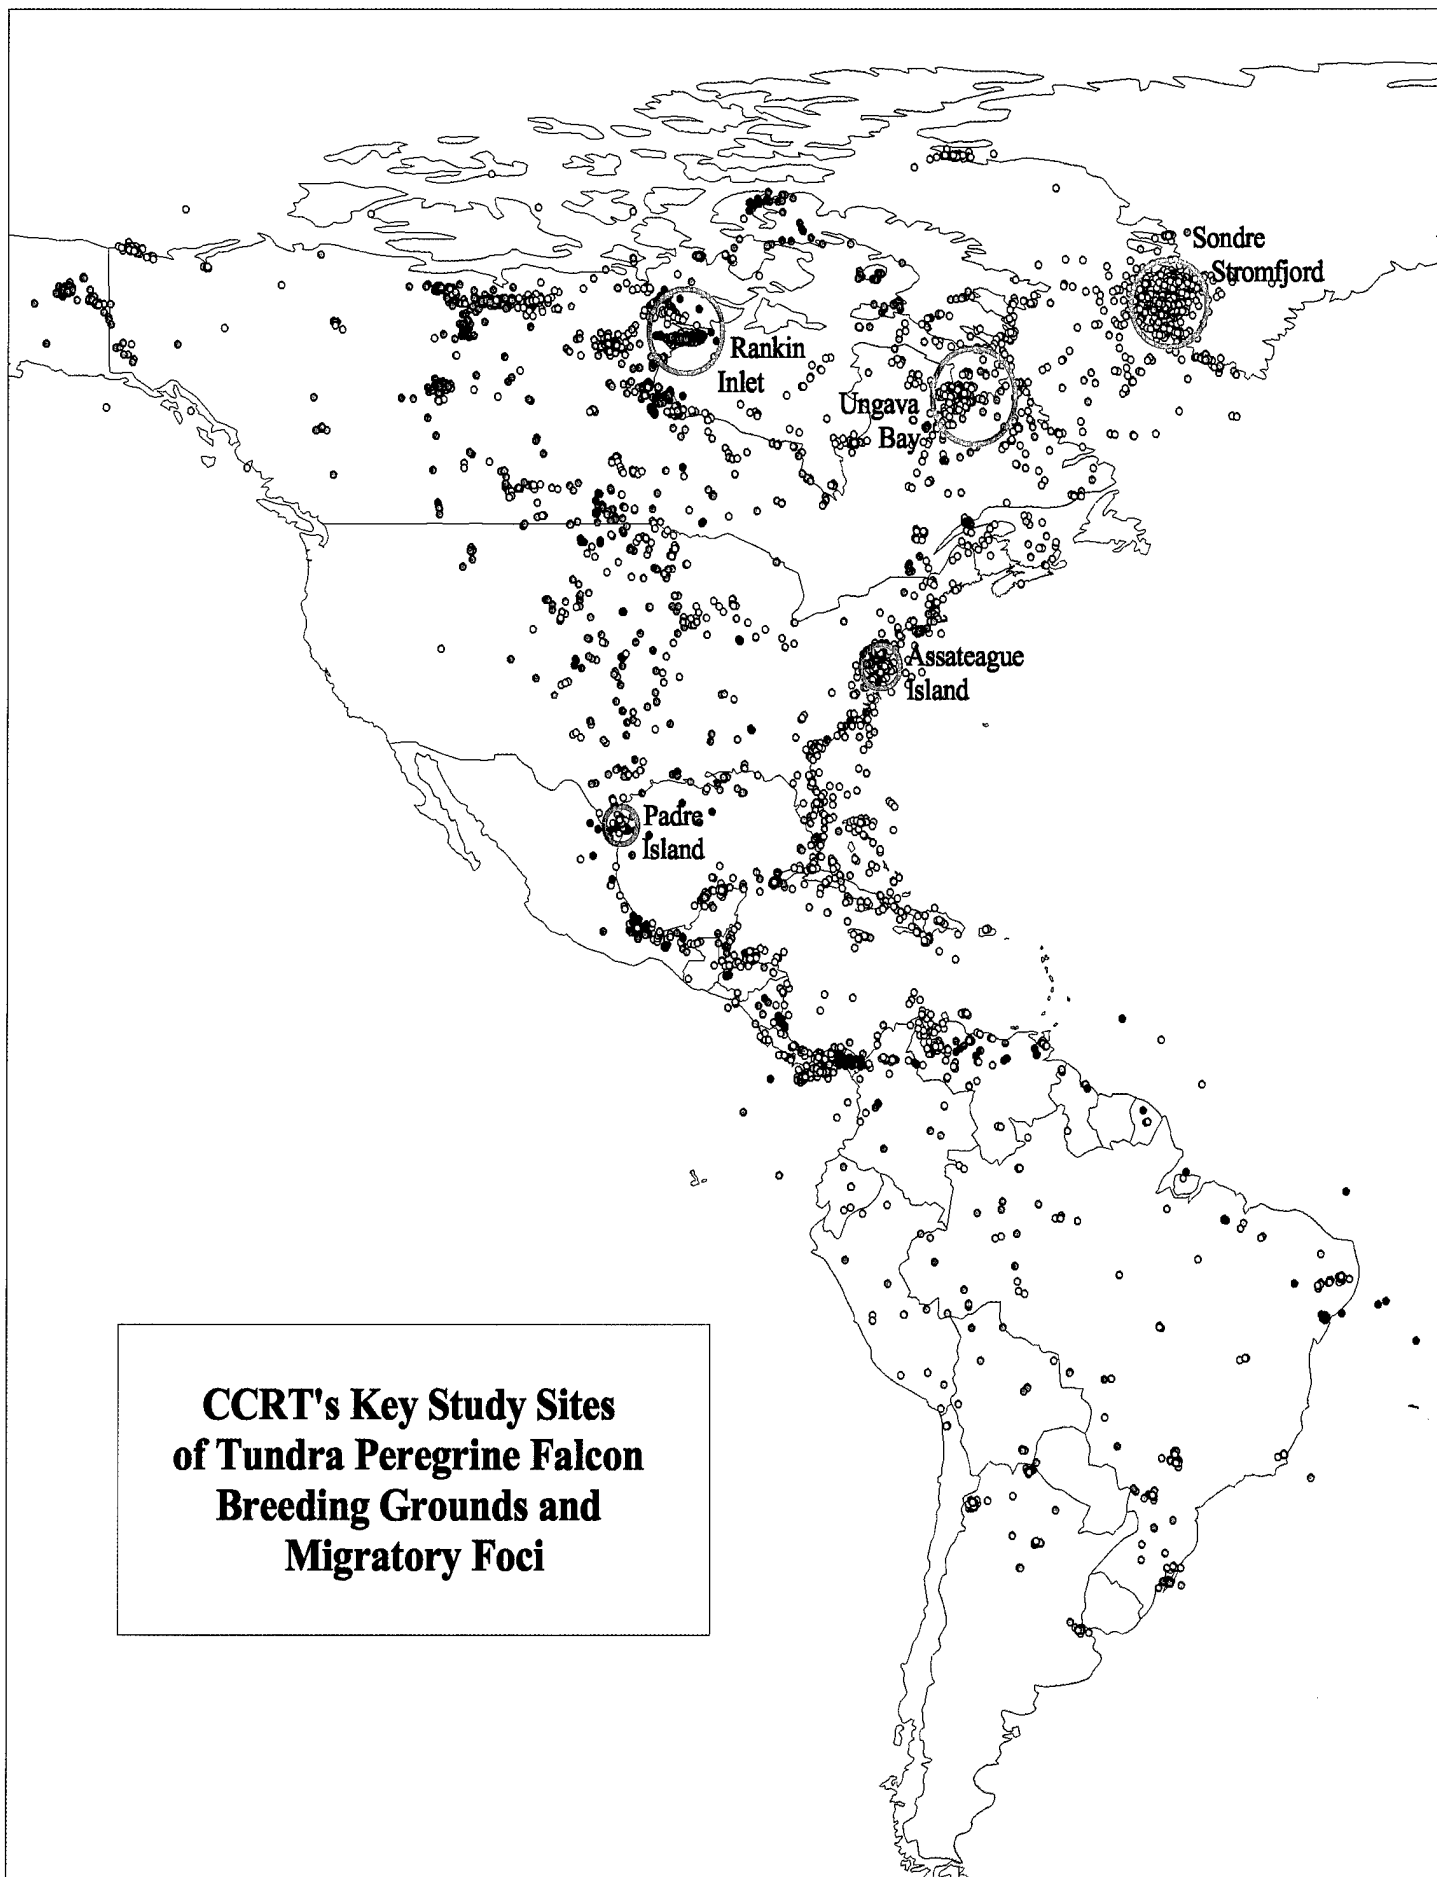 Sondre
Stromfjord
Rankin
Inlet
Ungava
Bay
Assateague
Island
Padre
Island
CCRT's Key Study Sites
of Tundra Peregrine Falcon
Breeding Grounds and
Migratory Foci